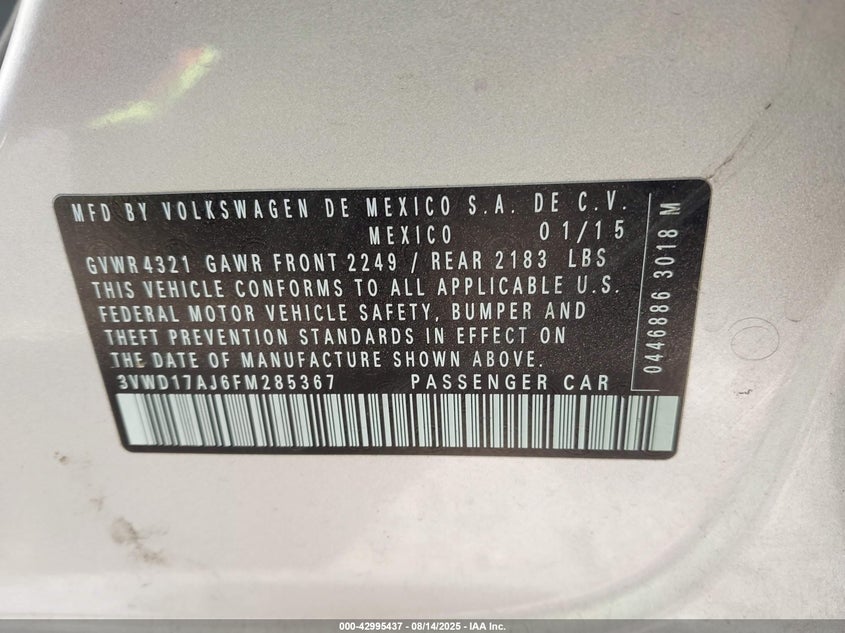 MFD BY VOLKSWAGEN DE MEXICO S.A. DE C.V.
MEXICO 01/15
GVWR 4321 GAWR FRONT 2249 / REAR 2183 LBS
THIS VEHICLE CONFORMS TO ALL APPLICABLE U.S.
FEDERAL MOTOR VEHICLE SAFETY, BUMPER AND
THEFT PREVENTION STANDARDS IN EFFECT ON
THE DATE OF MANUFACTURE SHOWN ABOVE.
3VWD17AJ6FM285367 PASSENGER CAR
0446886 3018 M
000-42995437 - 08/14/2025 - IAA Inc.